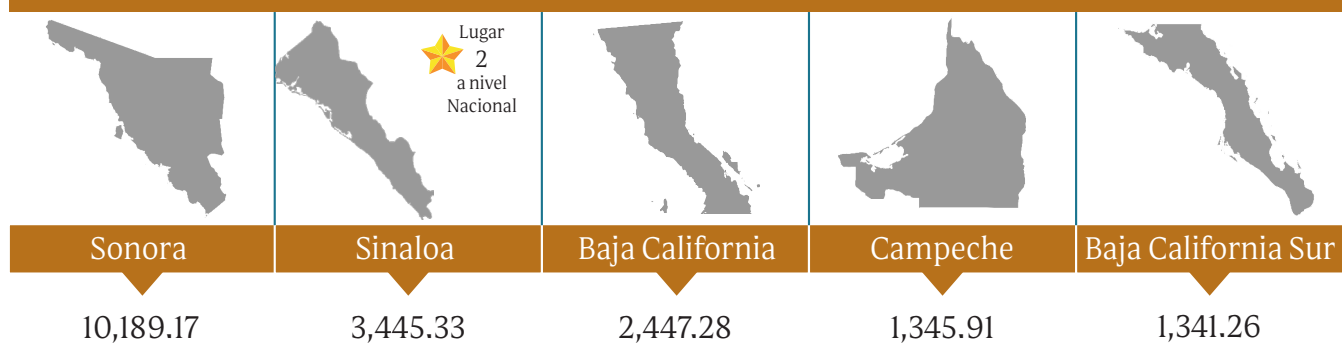 Lugar
2
a nivel
Nacional
Sonora
Sinaloa
Baja California
Campeche
Baja California Sur
10,189.17
3,445.33
2,447.28
1,345.91
1,341.26